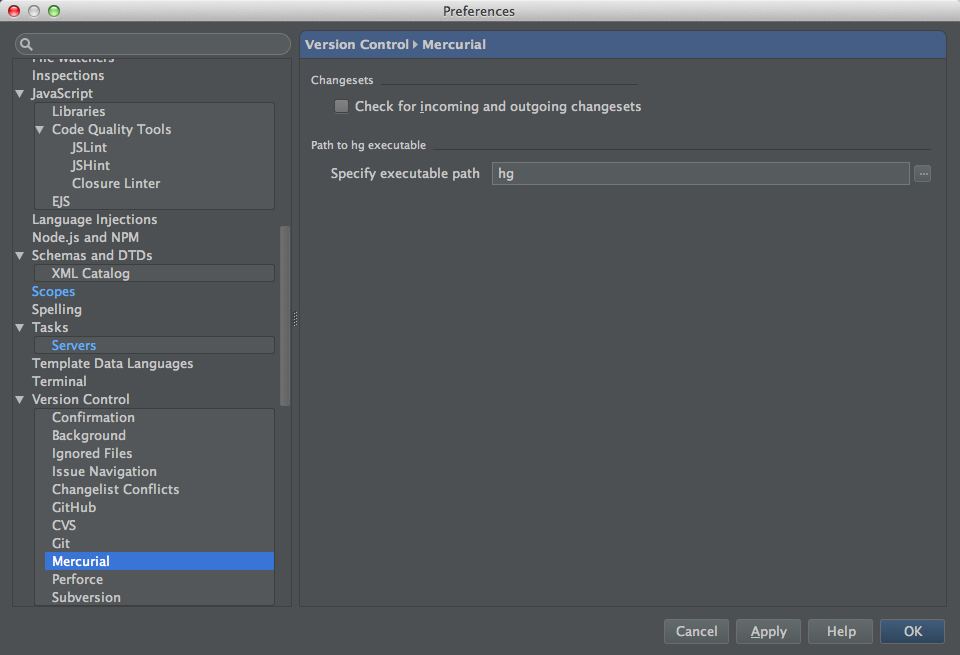 Preferences
File Watchers
Inspections
JavaScript
Libraries
Code Quality Tools
JSLint
JSHint
Closure Linter
EJS
Language Injections
Node.js and NPM
Schemas and DTDs
XML Catalog
Scopes
Spelling
Tasks
Servers
Template Data Languages
Terminal
Version Control
Confirmation
Background
Ignored Files
Issue Navigation
Changelist Conflicts
GitHub
CVS
Git
Mercurial
Perforce
Subversion
Version Control ▸ Mercurial
Changesets
Check for incoming and outgoing changesets
Path to hg executable
Specify executable path hg ...
Cancel Apply Help OK